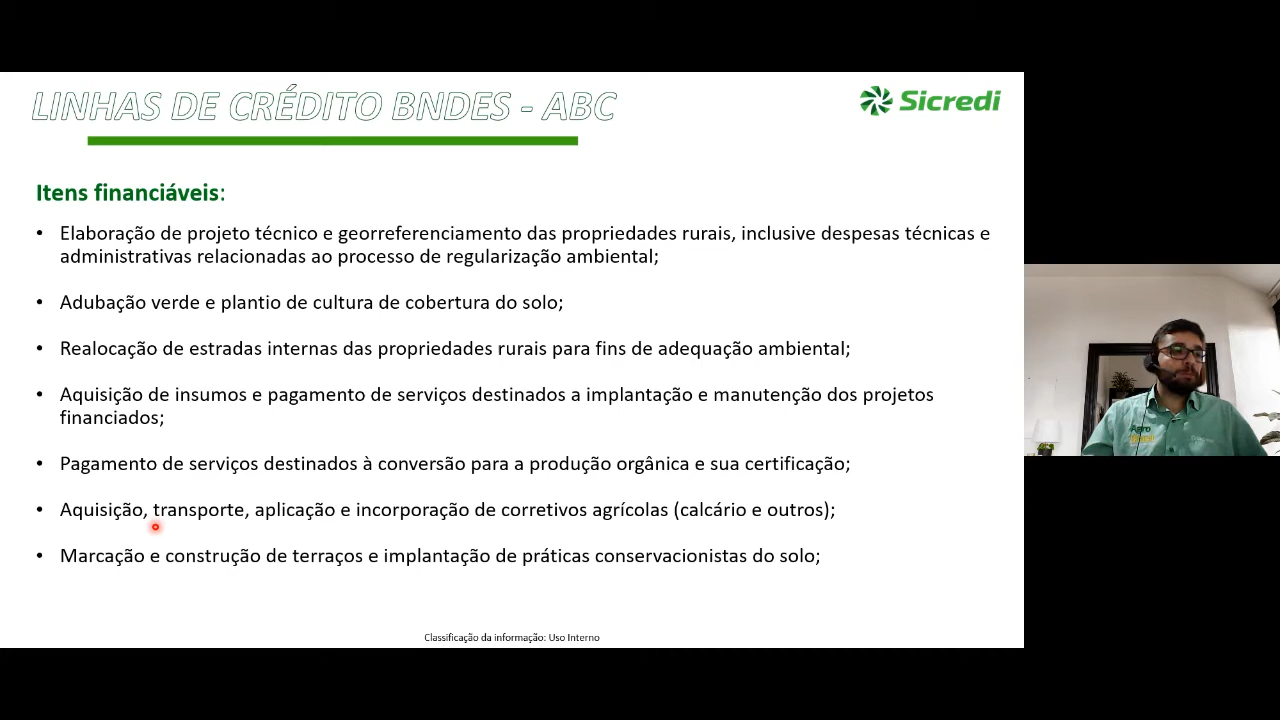 LINHAS DE CRÉDITO BNDES - ABC
Sicredi
Itens financiáveis:
• Elaboração de projeto técnico e georreferenciamento das propriedades rurais, inclusive despesas técnicas e
administrativas relacionadas ao processo de regularização ambiental;
• Adubação verde e plantio de cultura de cobertura do solo;
• Realocação de estradas internas das propriedades rurais para fins de adequação ambiental;
• Aquisição de insumos e pagamento de serviços destinados a implantação e manutenção dos projetos
financiados;
• Pagamento de serviços destinados à conversão para a produção orgânica e sua certificação;
• Aquisição, transporte, aplicação e incorporação de corretivos agrícolas (calcário e outros);
• Marcação e construção de terraços e implantação de práticas conservacionistas do solo;
Classificação da informação: Uso Interno
Agro